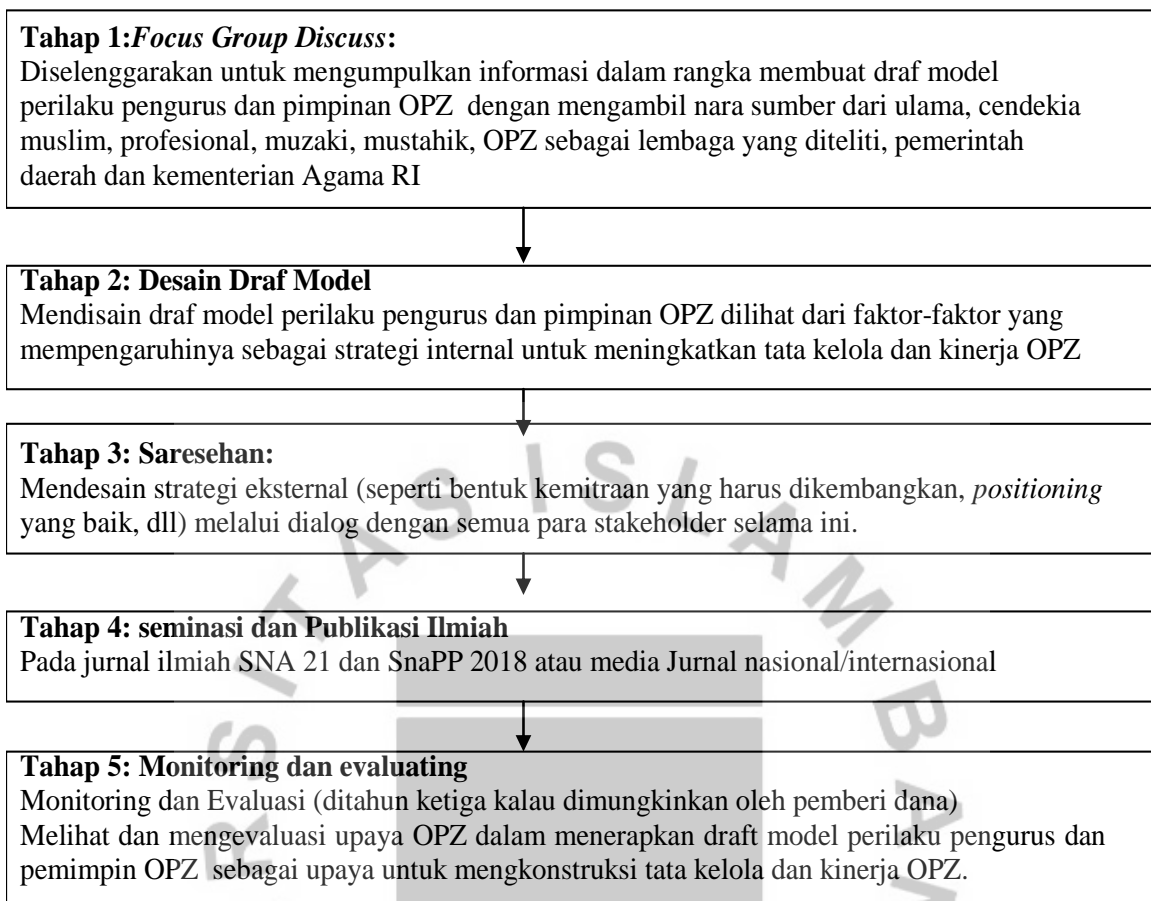 Tahap 1:Focus Group Discuss:
Diselenggarakan untuk mengumpulkan informasi dalam rangka membuat draf model
perilaku pengurus dan pimpinan OPZ dengan mengambil nara sumber dari ulama, cendekia
muslim, profesional, muzaki, mustahik, OPZ sebagai lembaga yang diteliti, pemerintah
daerah dan kementerian Agama RI
Tahap 2: Desain Draf Model
Mendisain draf model perilaku pengurus dan pimpinan OPZ dilihat dari faktor-faktor yang
mempengaruhinya sebagai strategi internal untuk meningkatkan tata kelola dan kinerja OPZ
Tahap 3: Saresehan:
Mendesain strategi eksternal (seperti bentuk kemitraan yang harus dikembangkan, positioning
yang baik, dll) melalui dialog dengan semua para stakeholder selama ini.
Tahap 4: seminasi dan Publikasi Ilmiah
Pada jurnal ilmiah SNA 21 dan SnaPP 2018 atau media Jurnal nasional/internasional
Tahap 5: Monitoring dan evaluating
Monitoring dan Evaluasi (ditahun ketiga kalau dimungkinkan oleh pemberi dana)
Melihat dan mengevaluasi upaya OPZ dalam menerapkan draft model perilaku pengurus dan
pemimpin OPZ sebagai upaya untuk mengkonstruksi tata kelola dan kinerja OPZ.
RSITAS ISLAM BA